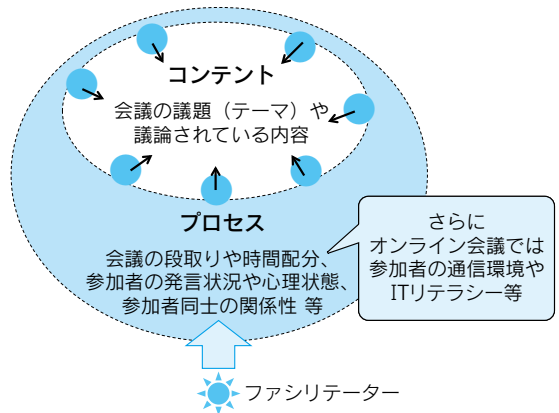 コンテント
会議の議題（テーマ）や
議論されている内容
プロセス
会議の段取りや時間配分、
参加者の発言状況や心理状態、
参加者同士の関係性 等
さらに
オンライン会議では
参加者の通信環境や
ITリテラシー等
ファシリテーター